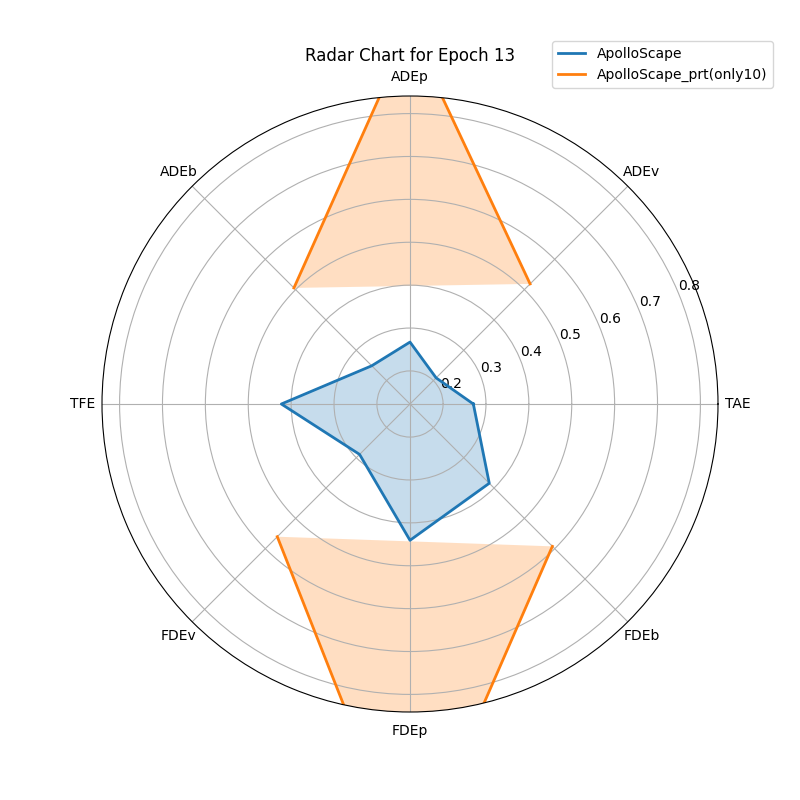 Radar Chart for Epoch 13
ApolloScape
ApolloScape_prt(only10)
ADEp
ADEb
ADEv
TFE
TAE
FDEv
FDEb
FDEp
0.2
0.3
0.4
0.5
0.6
0.7
0.8